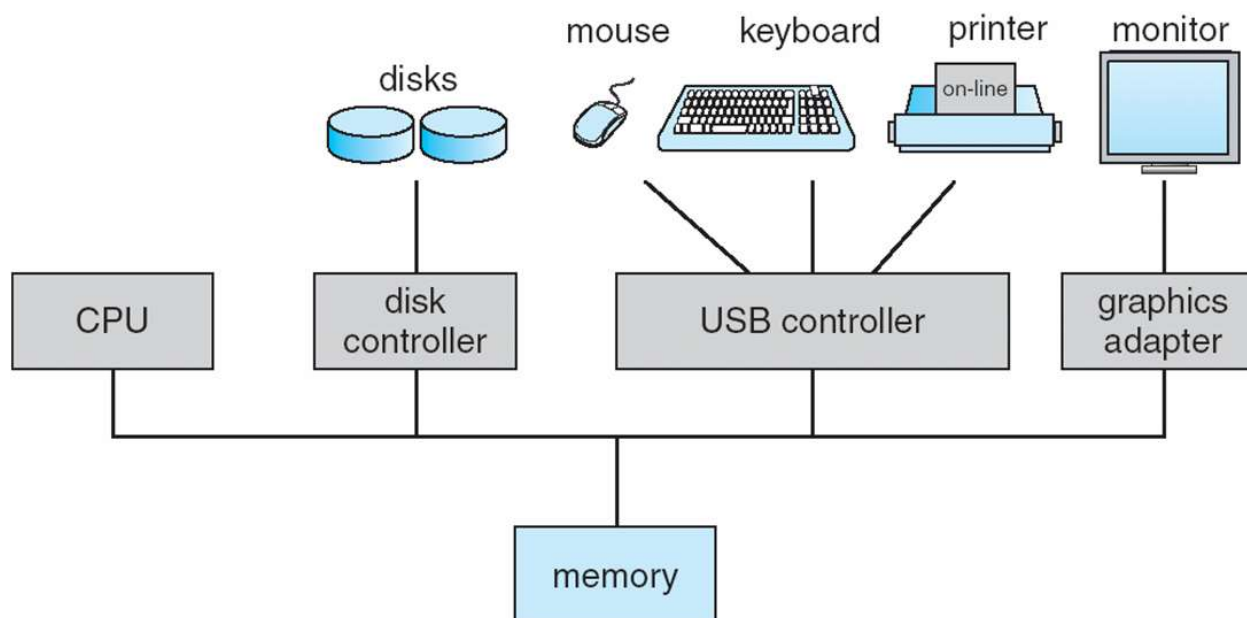 mouse
keyboard
printer
monitor
disks
on-line
CPU
disk
controller
USB controller
graphics
adapter
memory